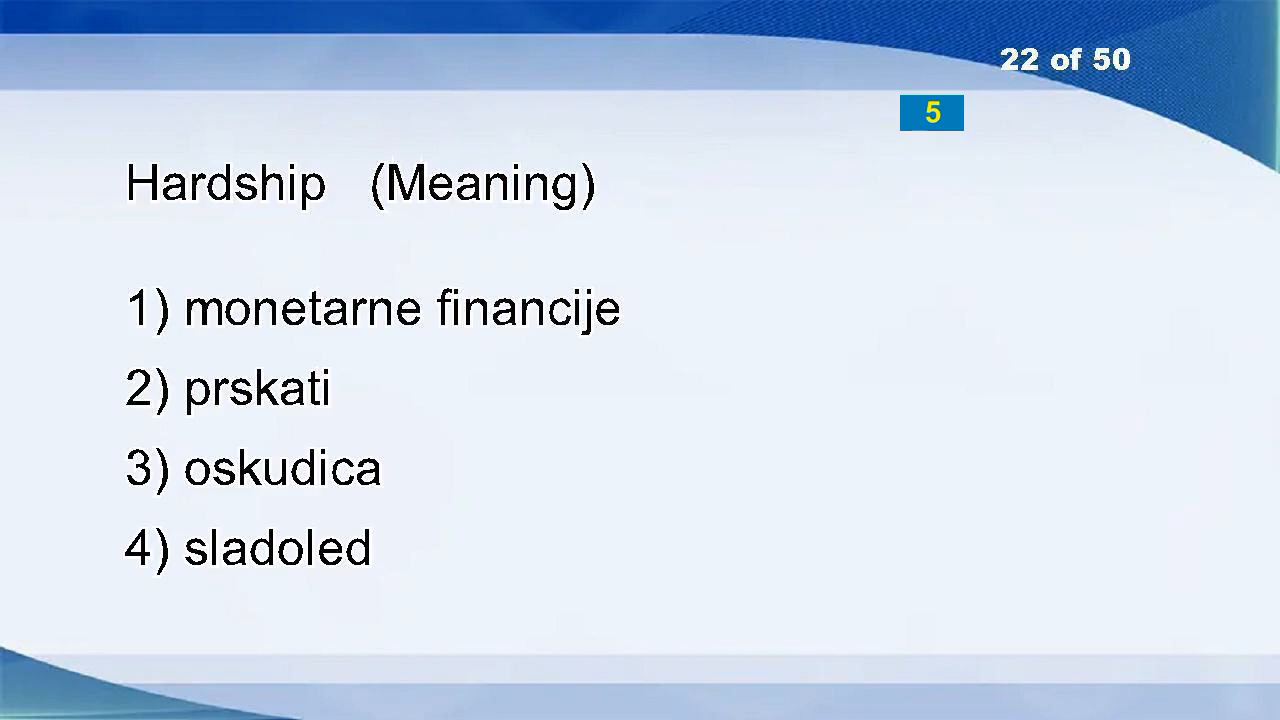 22 of 50
5
Hardship (Meaning)
1) monetarne financije
2) prskati
3) oskudica
4) sladoled